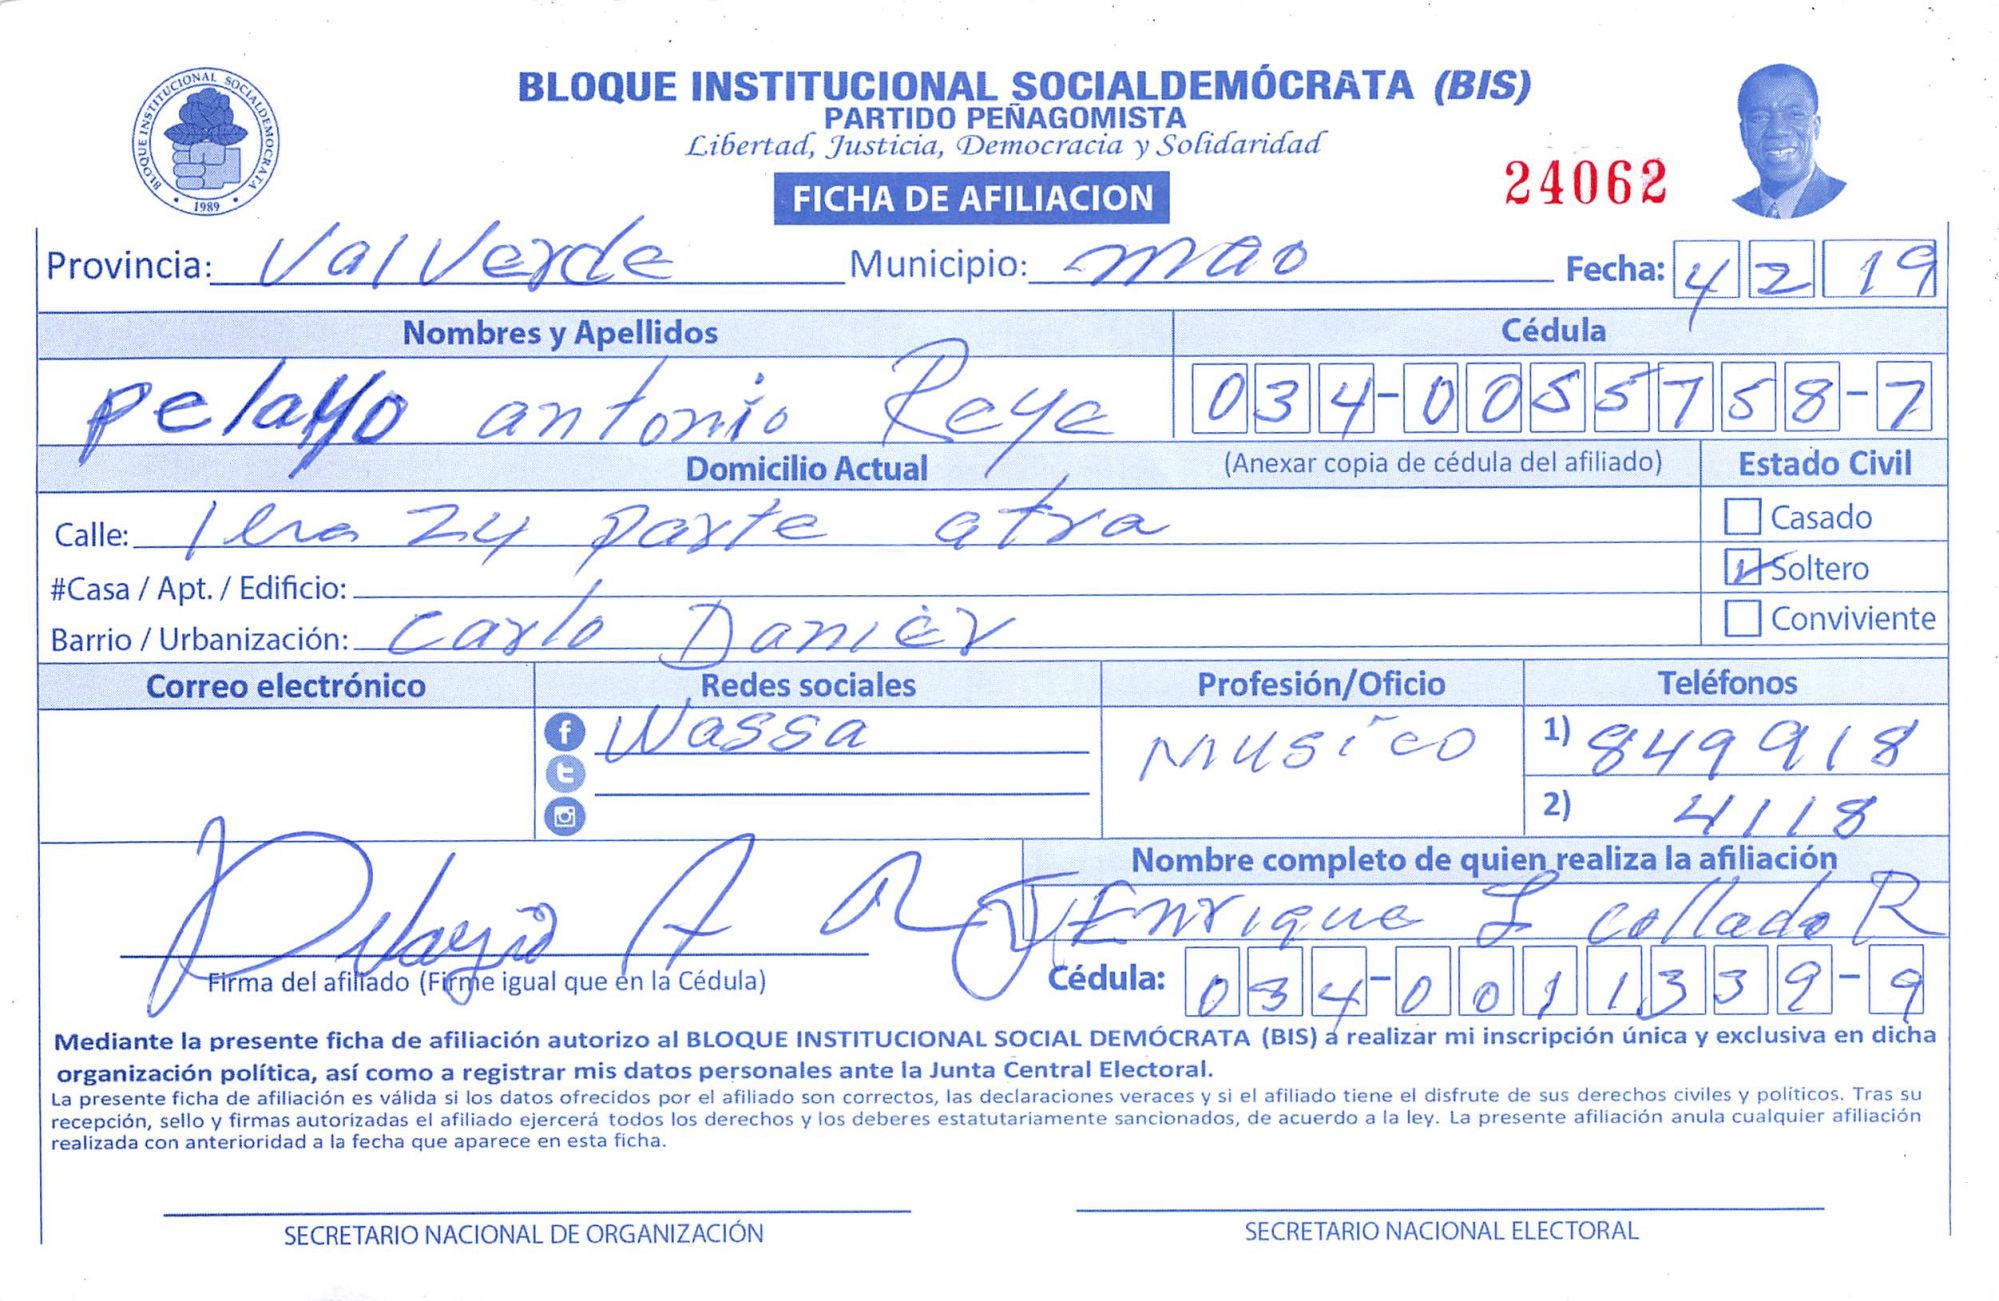 BLOQUE INSTITUCIONAL SOCIALDEMOCRATA
1989
BLOQUE INSTITUCIONAL SOCIALDEMÓCRATA (BIS)
PARTIDO PEÑAGOMISTA
Libertad, Justicia, Democracia y Solidaridad
FICHA DE AFILIACION
24062
Provincia: Valverde Municipio: mao Fecha: 4 2 19
Nombres y Apellidos Cédula
pelayo antonio Reye 034-0055758-7
Domicilio Actual (Anexar copia de cédula del afiliado) Estado Civil
Calle: 1era 24 parte atra Casado
#Casa / Apt. / Edificio: Soltero
Barrio / Urbanización: Carlo Danier Conviviente
Correo electrónico Redes sociales Profesión/Oficio Teléfonos
Wassa Musico 1) 849 918
2) 4118
Nombre completo de quien realiza la afiliación
Enrique L collado R
Firma del afiliado (Firme igual que en la Cédula) Cédula: 034-0011339-9
Mediante la presente ficha de afiliación autorizo al BLOQUE INSTITUCIONAL SOCIAL DEMÓCRATA (BIS) a realizar mi inscripción única y exclusiva en dicha
organización política, así como a registrar mis datos personales ante la Junta Central Electoral.
La presente ficha de afiliación es válida si los datos ofrecidos por el afiliado son correctos, las declaraciones veraces y si el afiliado tiene el disfrute de sus derechos civiles y políticos. Tras su
recepción, sello y firmas autorizadas el afiliado ejercerá todos los derechos y los deberes estatutariamente sancionados, de acuerdo a la ley. La presente afiliación anula cualquier afiliación
realizada con anterioridad a la fecha que aparece en esta ficha.
SECRETARIO NACIONAL DE ORGANIZACIÓN SECRETARIO NACIONAL ELECTORAL